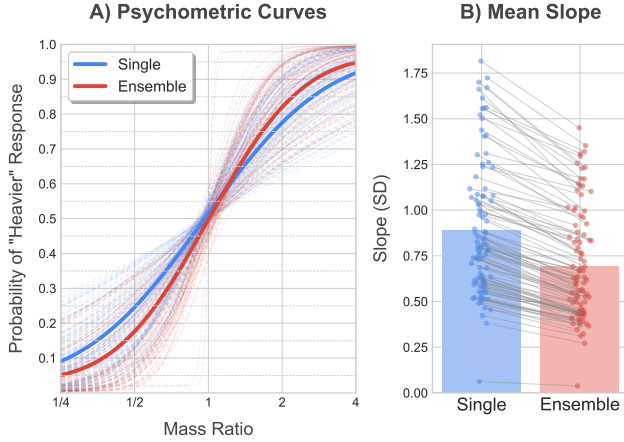 A) Psychometric Curves
Probability of "Heavier" Response
1.0
0.9
0.8
0.7
0.6
0.5
0.4
0.3
0.2
0.1
Single
Ensemble
1/4
1/2
1
2
4
Mass Ratio
B) Mean Slope
Slope (SD)
1.75
1.50
1.25
1.00
0.75
0.50
0.25
0.00
Single
Ensemble